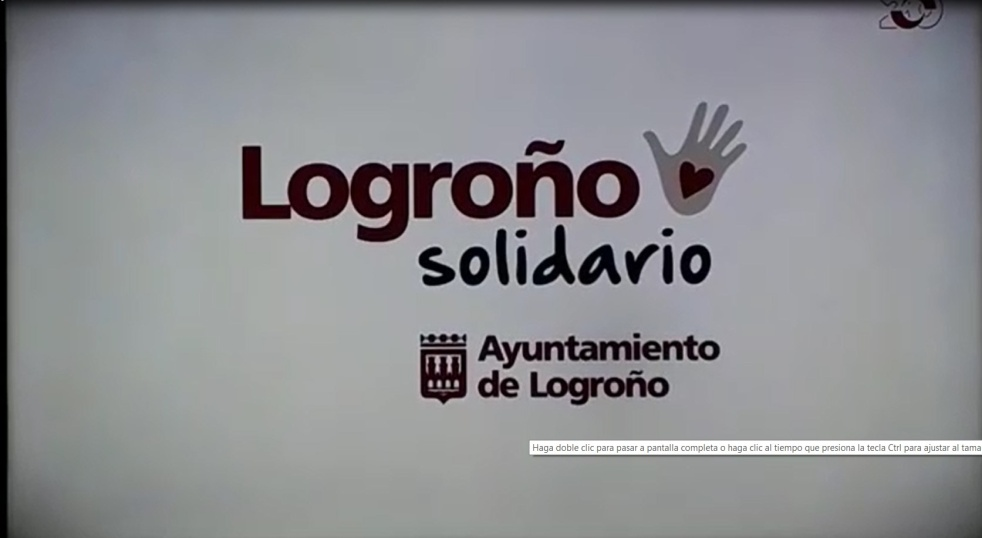 20
Logroño
solidario
Ayuntamiento
de Logroño
Haga doble clic para pasar a pantalla completa o haga clic al tiempo que presiona la tecla Ctrl para ajustar al tama